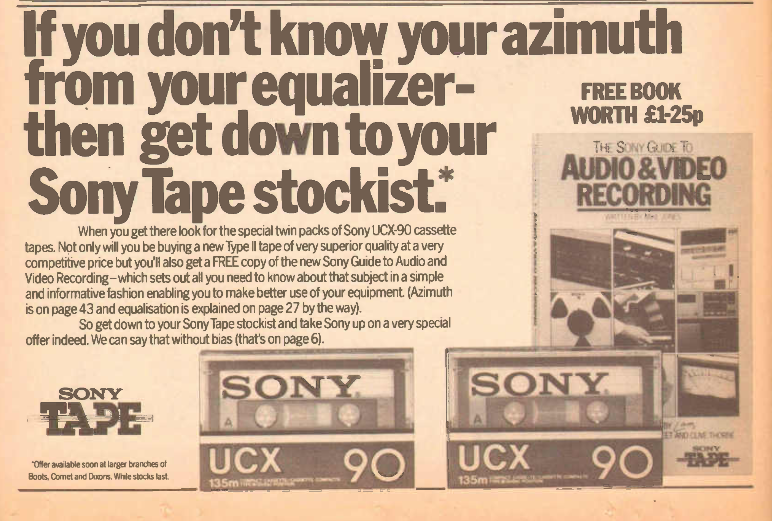 If you don't know your azimuth
from your equalizer-
then get down to your
Sony Tape stockist.*
FREE BOOK
WORTH £1-25p
When you get there look for the special twin packs of Sony UCX-90 cassette
tapes. Not only will you be buying a new Type II tape of very superior quality at a very
competitive price but you'll also get a FREE copy of the new Sony Guide to Audio and
Video Recording-which sets out all you need to know about that subject in a simple
and informative fashion enabling you to make better use of your equipment. (Azimuth
is on page 43 and equalisation is explained on page 27 by the way).
So get down to your Sony Tape stockist and take Sony up on a very special
offer indeed. We can say that without bias (that's on page 6).
THE SONY GUIDE TO
AUDIO & VIDEO
RECORDING
WRITTEN BY JONES
AND CLIVE THORNE
SONY
TAPE
SONY
TAPE
*Offer available soon at larger branches of
Boots, Comet and Dixons. While stocks last.
SONY
A
UCX 90
135m
SONY
A
UCX 90
135m